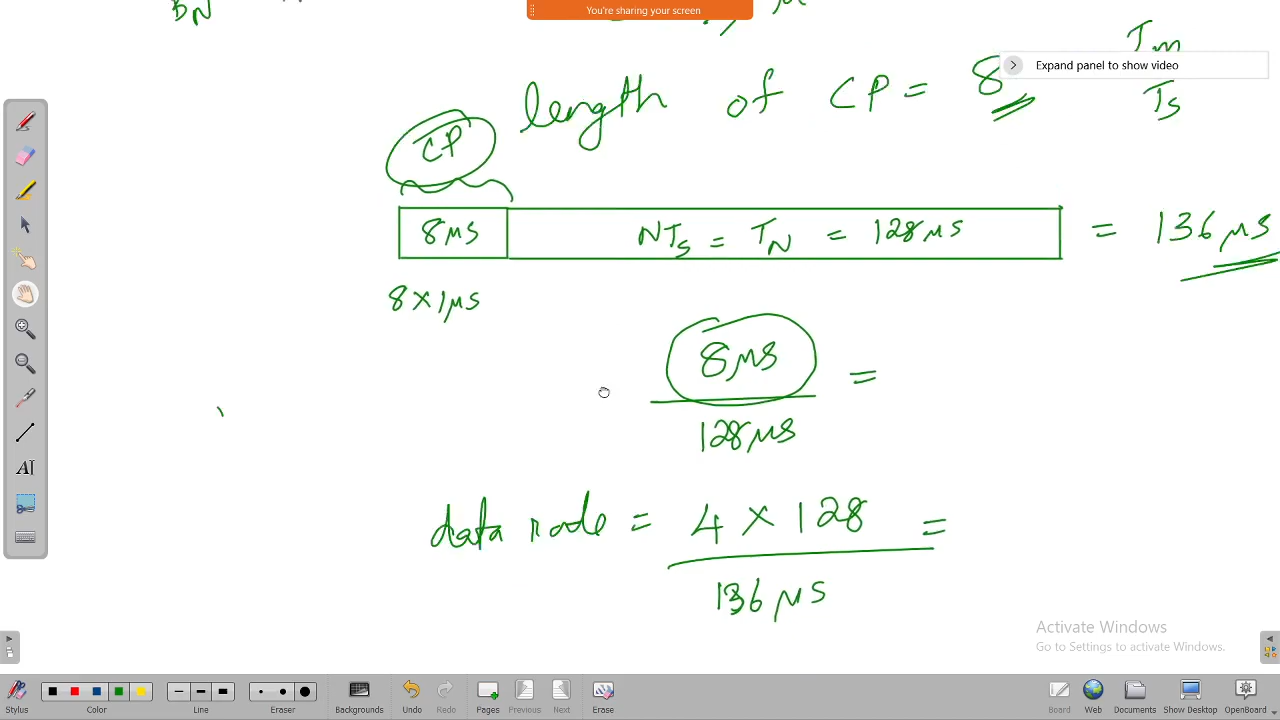 BN
You're sharing your screen
Tm
Expand panel to show video
length of CP = 8
Ts
CP
8μs NTs = TN = 128μs = 136μs
8×1μs
8μs =
128μs
data rode = 4 × 128 =
136μs
Activate Windows
Go to Settings to activate Windows.
Stylus Color Line Eraser Backgrounds Undo Redo Pages Previous Next Erase Board Web Documents Show Desktop OpenBoard